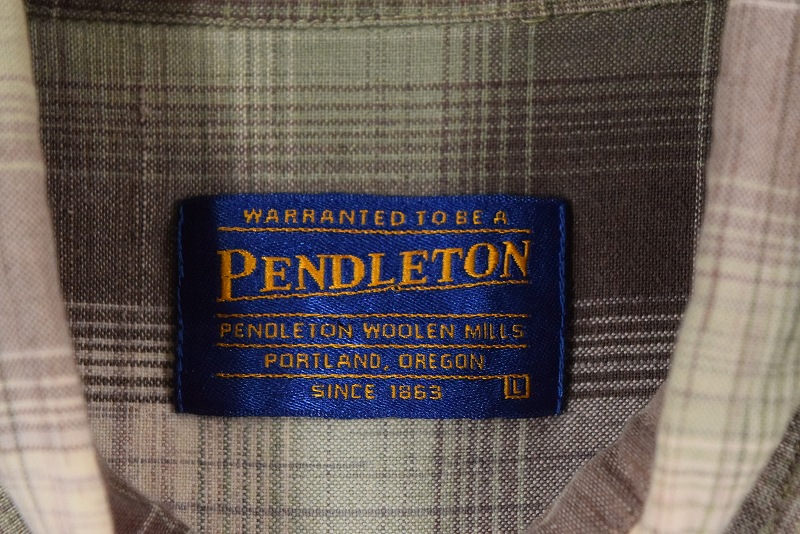 WARRANTED TO BE A
PENDLETON
PENDLETON WOOLEN MILLS
PORTLAND, OREGON
SINCE 1863
L